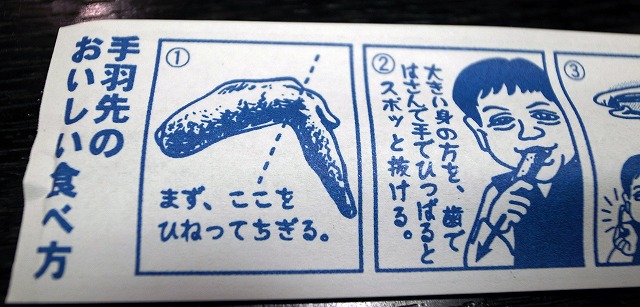 手羽先の
おいしい食べ方
①
まず、ここを
ひねってちぎる。
②
大きい身の方を、歯で
はさんで手でひっぱると
スポッと抜ける。
③